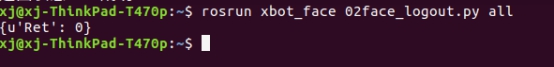 xj@xj-ThinkPad-T470p:~$ rosrun xbot_face 02face_logout.py all
{u'Ret': 0}
xj@xj-ThinkPad-T470p:~$